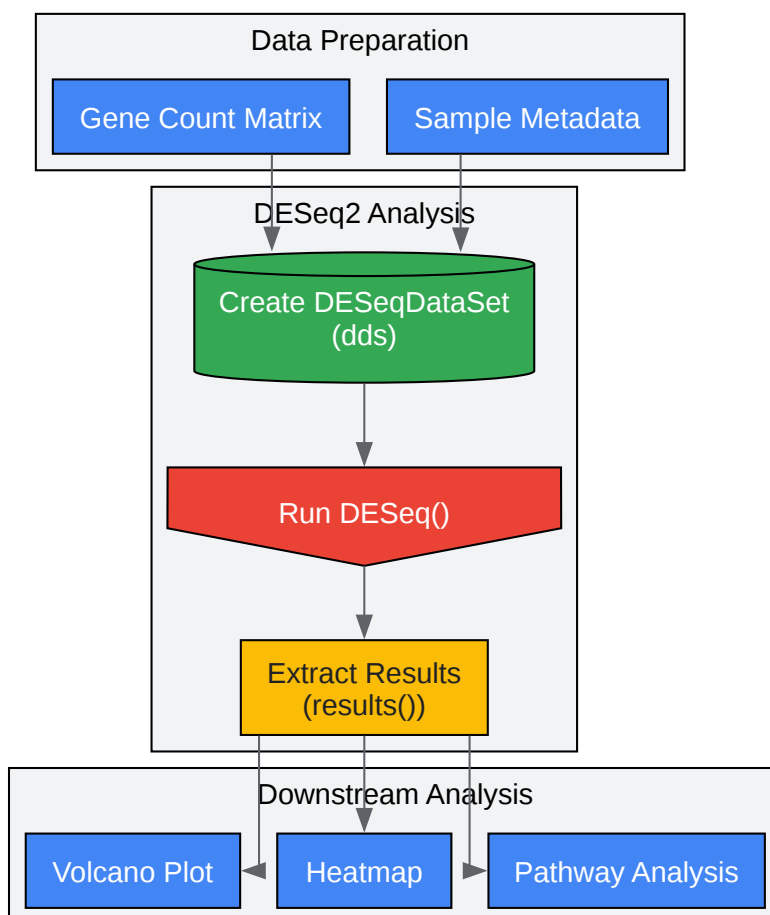 Data Preparation
Gene Count Matrix
Sample Metadata
DESeq2 Analysis
Create DESeqDataSet
(dds)
Run DESeq()
Extract Results
(results())
Downstream Analysis
Volcano Plot
Heatmap
Pathway Analysis